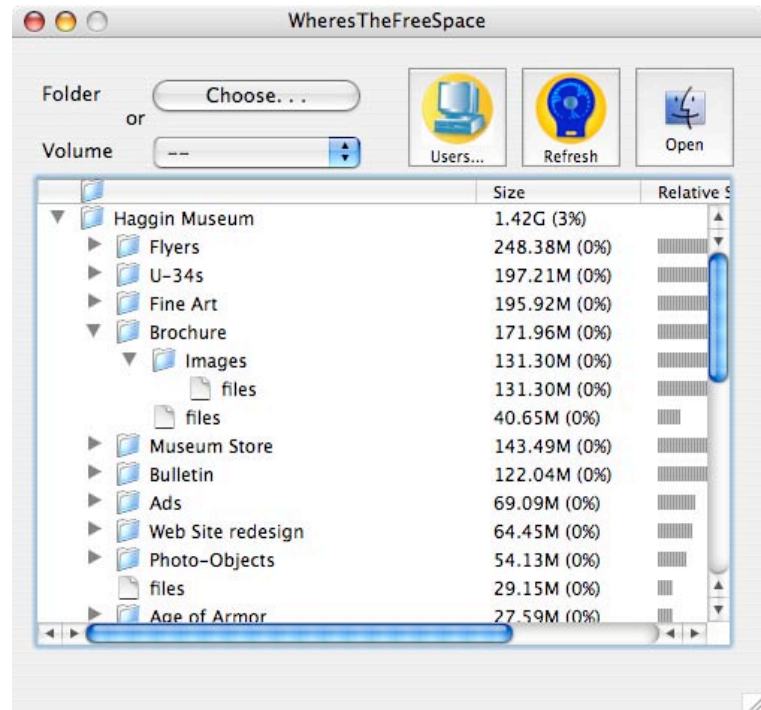 WheresTheFreeSpace
Folder
Choose. . .
or
Volume
--
Users...
Refresh
Open
Size Relative S
Haggin Museum 1.42G (3%)
Flyers 248.38M (0%)
U-34s 197.21M (0%)
Fine Art 195.92M (0%)
Brochure 171.96M (0%)
Images 131.30M (0%)
files 131.30M (0%)
files 40.65M (0%)
Museum Store 143.49M (0%)
Bulletin 122.04M (0%)
Ads 69.09M (0%)
Web Site redesign 64.45M (0%)
Photo-Objects 54.13M (0%)
files 29.15M (0%)
Age of Armor 27.59M (0%)